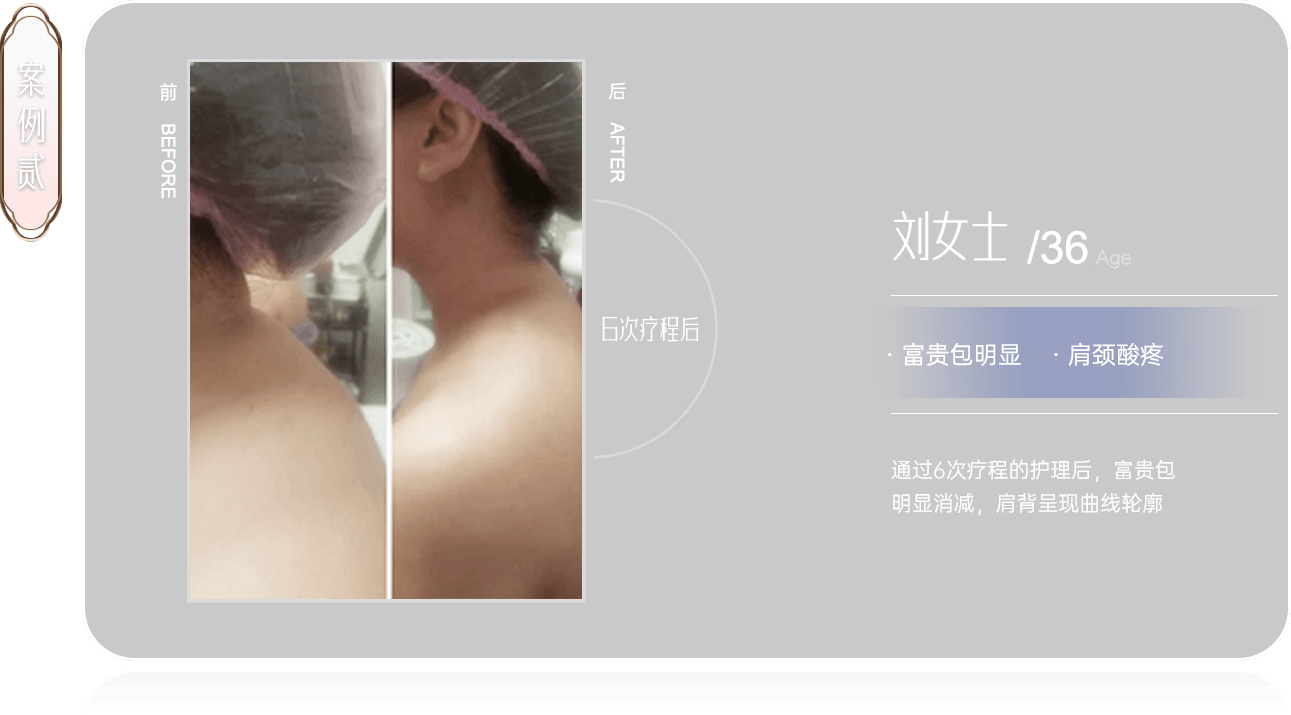 案例贰
前 BEFORE
后 AFTER
6次疗程后
刘女士 /36 Age
· 富贵包明显 · 肩颈酸疼
通过6次疗程的护理后，富贵包
明显消减，肩背呈现曲线轮廓